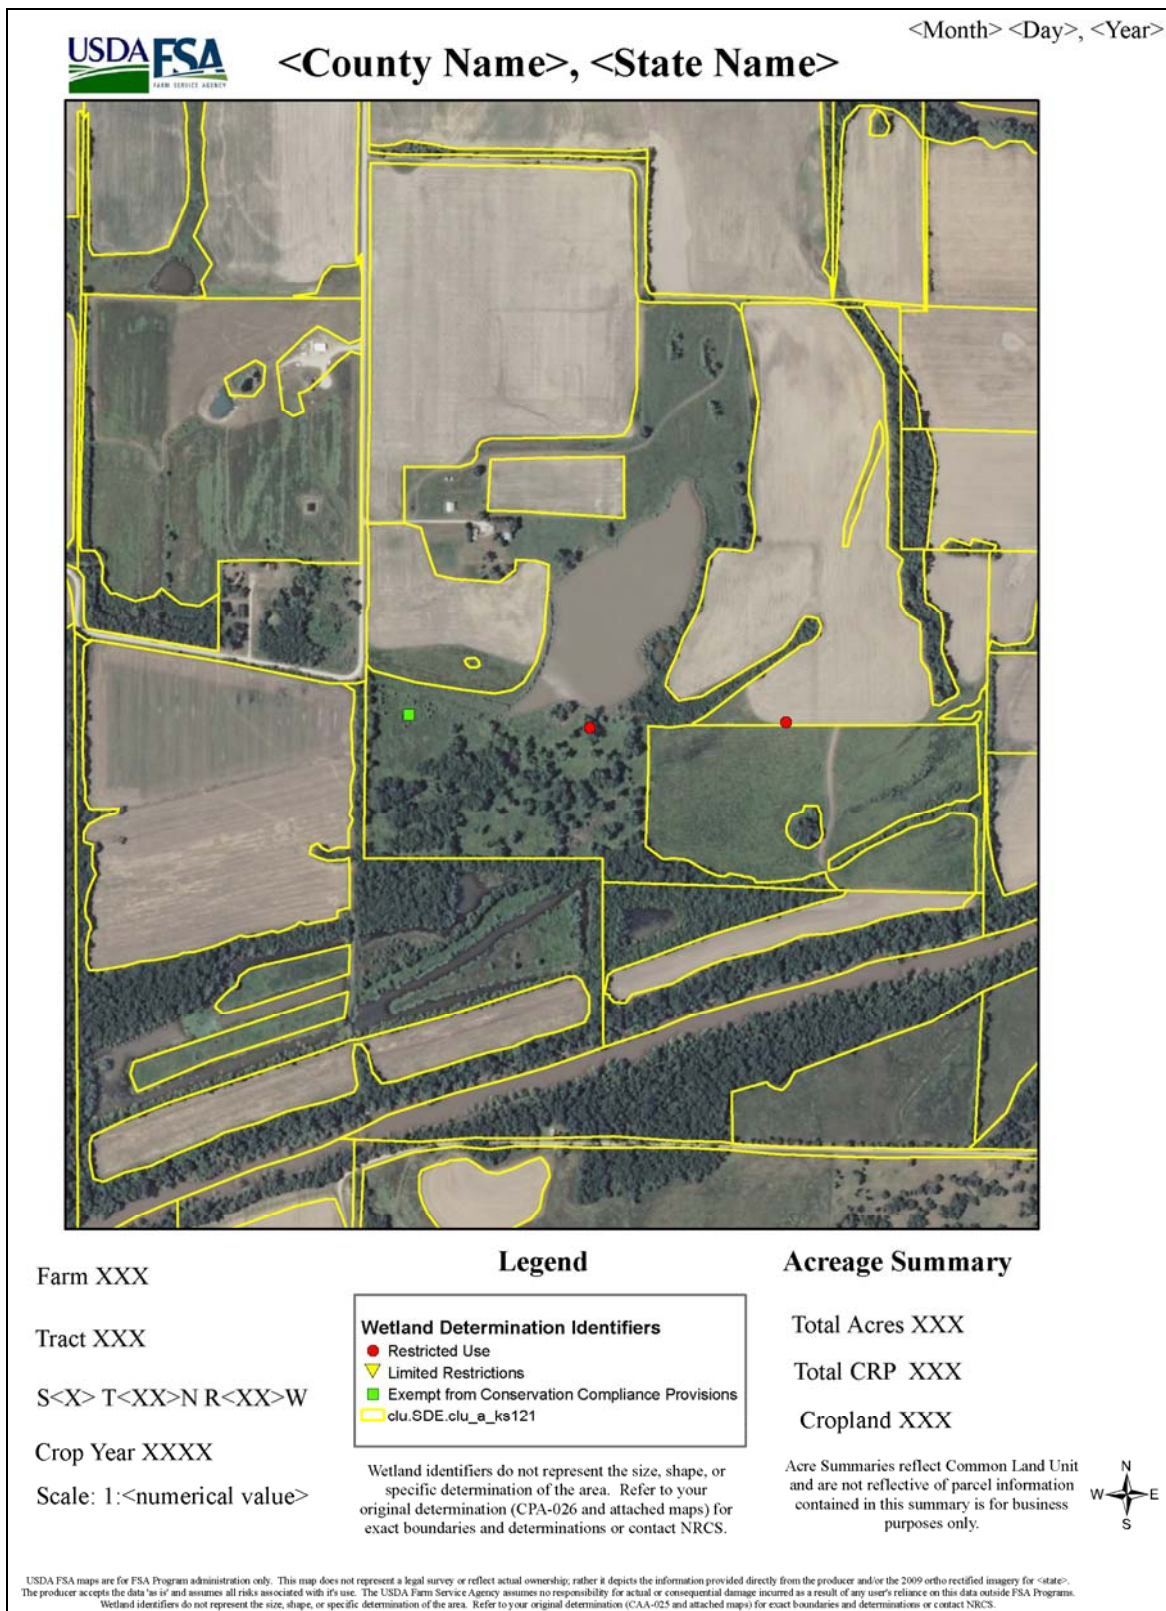 <Month> <Day>, <Year>
USDA FSA
FARM SERVICE AGENCY
<County Name>, <State Name>
Farm XXX
Tract XXX
S<X> T<XX>N R<XX>W
Crop Year XXXX
Scale: 1:<numerical value>
Legend
Wetland Determination Identifiers
Restricted Use
Limited Restrictions
Exempt from Conservation Compliance Provisions
clu.SDE.clu_a_ks121
Wetland identifiers do not represent the size, shape, or
specific determination of the area. Refer to your
original determination (CPA-026 and attached maps) for
exact boundaries and determinations or contact NRCS.
Acreage Summary
Total Acres XXX
Total CRP XXX
Cropland XXX
Acre Summaries reflect Common Land Unit
and are not reflective of parcel information
contained in this summary is for business
purposes only.
N
W E
S
USDA FSA maps are for FSA Program administration only. This map does not represent a legal survey or reflect actual ownership; rather it depicts the information provided directly from the producer and/or the 2009 ortho rectified imagery for <state>.
The producer accepts the data 'as is' and assumes all risks associated with it's use. The USDA Farm Service Agency assumes no responsibility for actual or consequential damage incurred as a result of any user's reliance on this data outside FSA Programs.
Wetland identifiers do not represent the size, shape, or specific determination of the area. Refer to your original determination (CAA-025 and attached maps) for exact boundaries and determinations or contact NRCS.